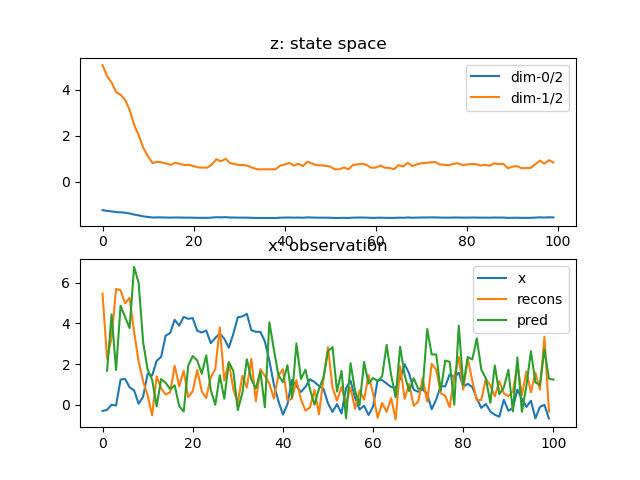 z: state space
4
2
0
dim-0/2
dim-1/2
0 20 40 60 80 100
x: observation
6
4
2
0
x
recons
pred
0 20 40 60 80 100